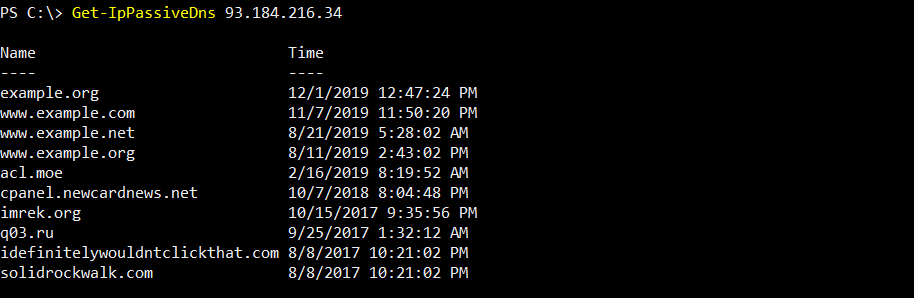 PS C:\> Get-IpPassiveDns 93.184.216.34
Name Time
---- ----
example.org 12/1/2019 12:47:24 PM
www.example.com 11/7/2019 11:50:20 PM
www.example.net 8/21/2019 5:28:02 AM
www.example.org 8/11/2019 2:43:02 PM
acl.moe 2/16/2019 8:19:52 AM
cpanel.newcardnews.net 10/7/2018 8:04:48 PM
imrek.org 10/15/2017 9:35:56 PM
q03.ru 9/25/2017 1:32:12 AM
idefinitelywouldntclickthat.com 8/8/2017 10:21:02 PM
solidrockwalk.com 8/8/2017 10:21:02 PM